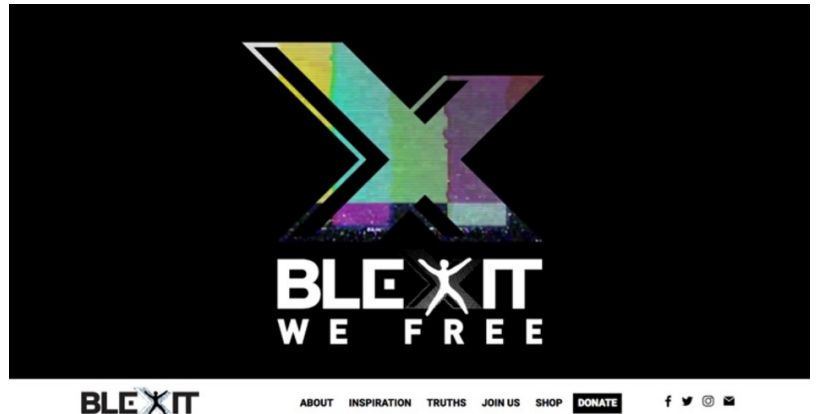 BLEXIT
WE FREE
BLEXIT ABOUT INSPIRATION TRUTHS JOIN US SHOP DONATE